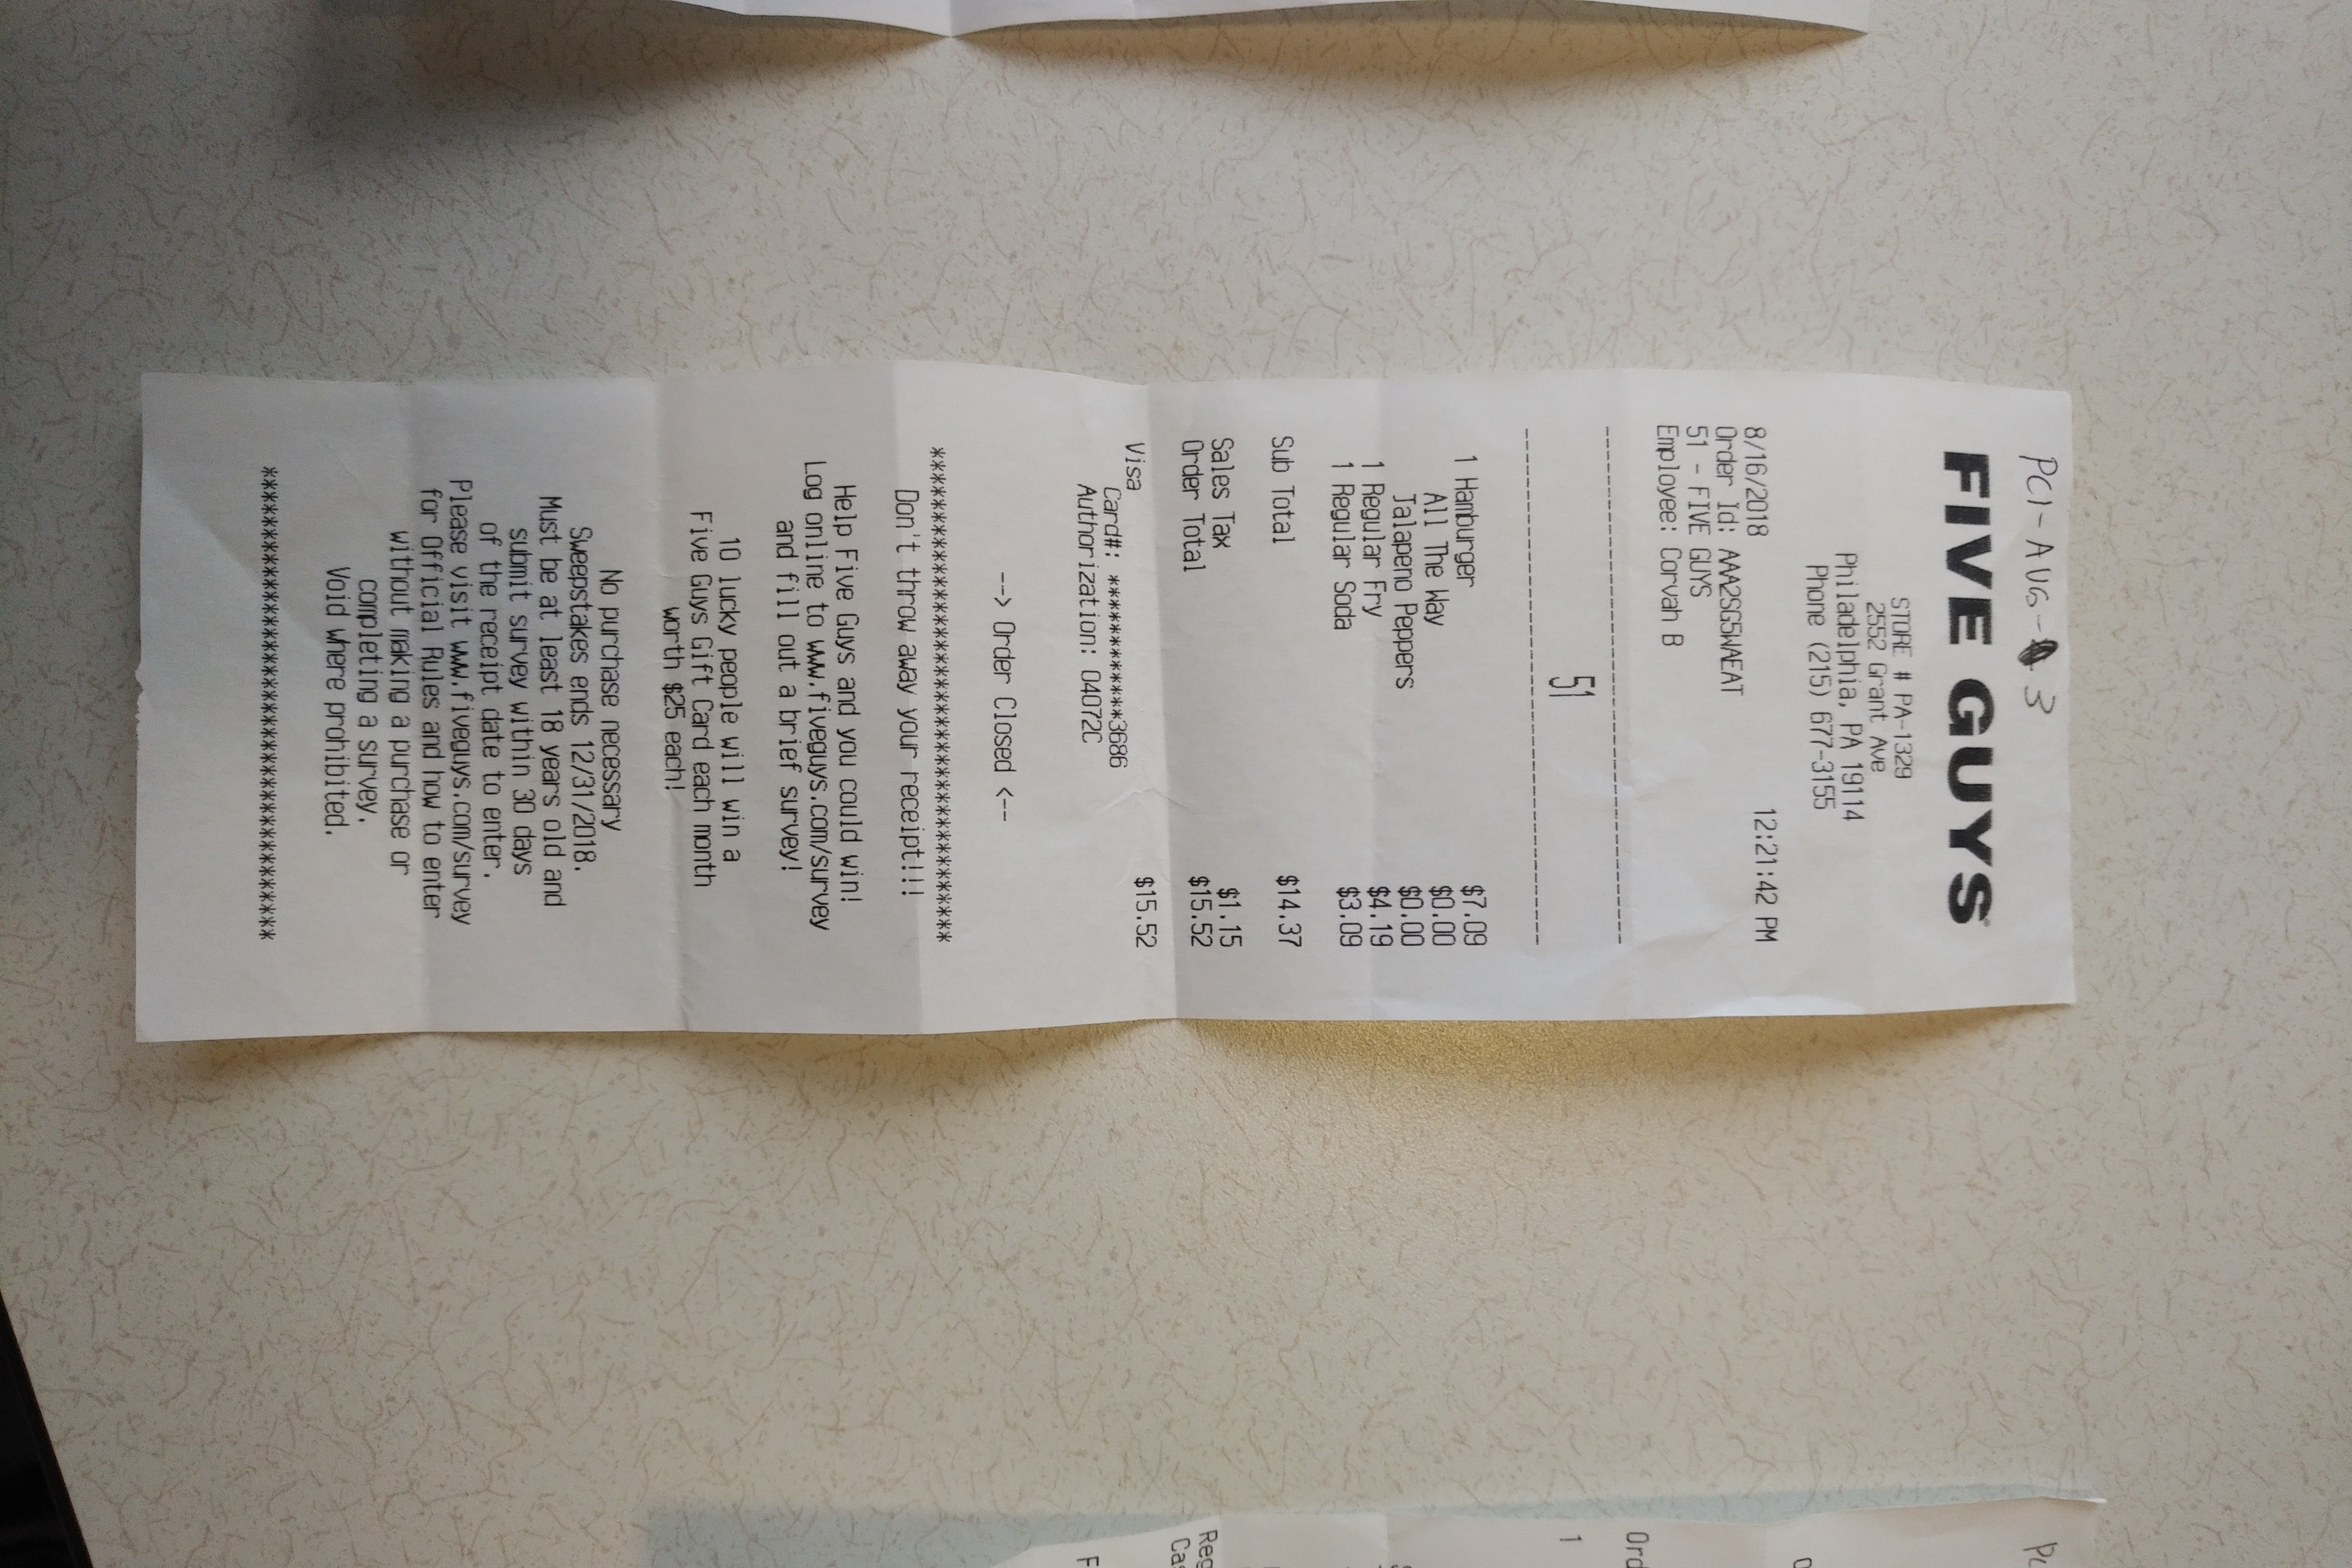 PCI-AUG-3
FIVE GUYS
STORE # PA-1329
2552 Grant Ave
Philadelphia, PA 19114
Phone (215) 677-3155
8/16/2018 12:21:42 PM
Order Id: AAA2SG5WAEAT
51 - FIVE GUYS
Employee: Corvah B
51
1 Hamburger $7.09
All The Way $0.00
Jalapeno Peppers $0.00
1 Regular Fry $4.19
1 Regular Soda $3.09
Sub Total $14.37
Sales Tax $1.15
Order Total $15.52
Visa $15.52
Card#: ************3686
Authorization: 04072C
--> Order Closed <--
Don't throw away your receipt!!!
Help Five Guys and you could win!
Log online to www.fiveguys.com/survey
and fill out a brief survey!
10 lucky people will win a
Five Guys Gift Card each month
worth $25 each!
No purchase necessary
Sweepstakes ends 12/31/2018.
Must be at least 18 years old and
submit survey within 30 days
of the receipt date to enter.
Please visit www.fiveguys.com/survey
for Official Rules and how to enter
without making a purchase or
completing a survey.
Void where prohibited.
Ord
1
Reg
Ca
F